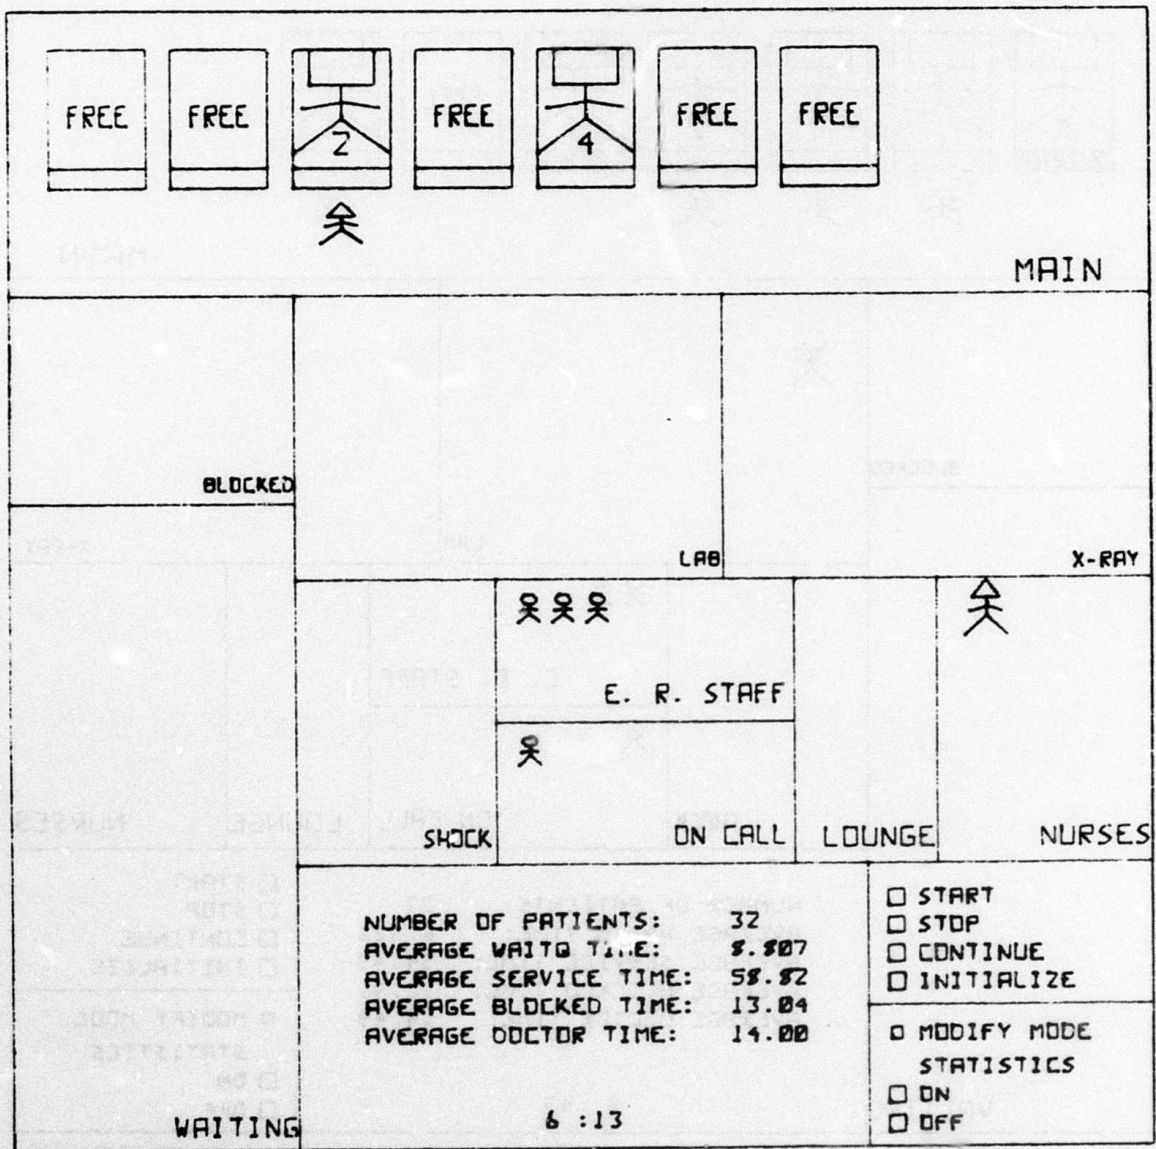 FREE FREE 2 FREE 4 FREE FREE
MAIN
BLOCKED
LAB
X-RAY
E. R. STAFF
SHOCK
ON CALL
LOUNGE
NURSES
NUMBER OF PATIENTS: 32
AVERAGE WAITQ TIME: 8.807
AVERAGE SERVICE TIME: 58.82
AVERAGE BLOCKED TIME: 13.04
AVERAGE DOCTOR TIME: 14.00
6 :13
START
STOP
CONTINUE
INITIALIZE
MODIFY MODE
STATISTICS
ON
OFF
WAITING